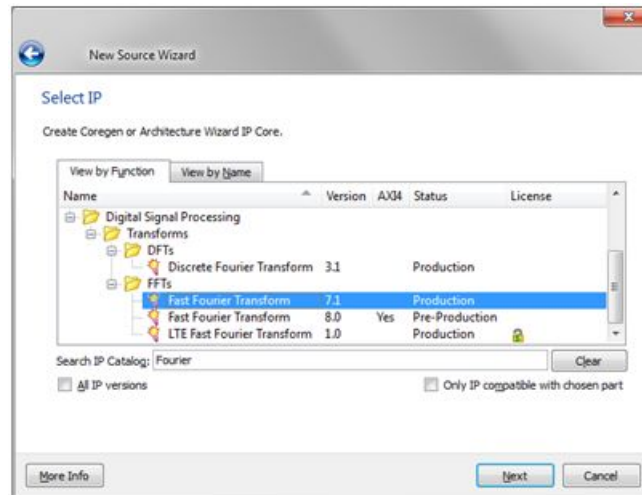 New Source Wizard
Select IP
Create Coregen or Architecture Wizard IP Core.
View by Function View by Name
Name Version AXI4 Status License
Digital Signal Processing
Transforms
DFTs
Discrete Fourier Transform 3.1 Production
FFTs
Fast Fourier Transform 7.1 Production
Fast Fourier Transform 8.0 Yes Pre-Production
LTE Fast Fourier Transform 1.0 Production
Search IP Catalog: Fourier Clear
All IP versions Only IP compatible with chosen part
More Info Next Cancel